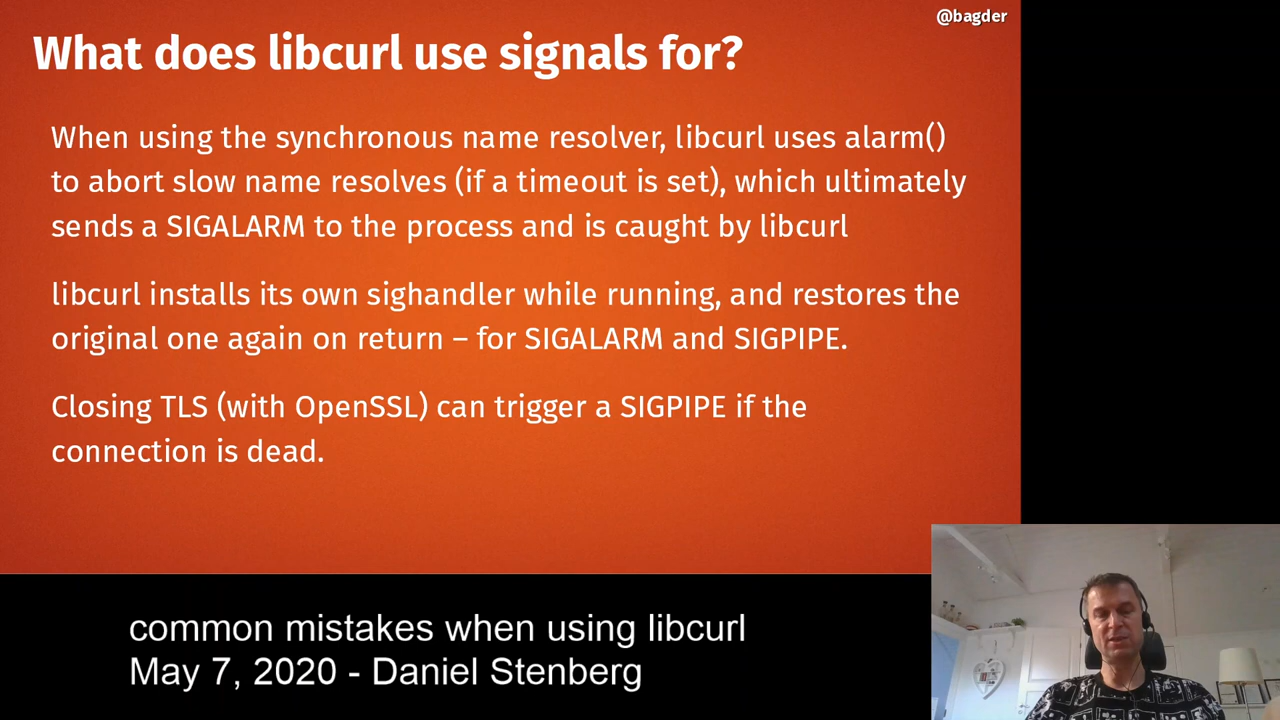 @bagder
What does libcurl use signals for?
When using the synchronous name resolver, libcurl uses alarm()
to abort slow name resolves (if a timeout is set), which ultimately
sends a SIGALARM to the process and is caught by libcurl
libcurl installs its own sighandler while running, and restores the
original one again on return – for SIGALARM and SIGPIPE.
Closing TLS (with OpenSSL) can trigger a SIGPIPE if the
connection is dead.
common mistakes when using libcurl
May 7, 2020 - Daniel Stenberg